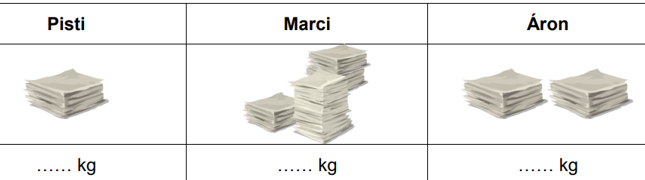 Pisti Marci Áron
…… kg …… kg …… kg